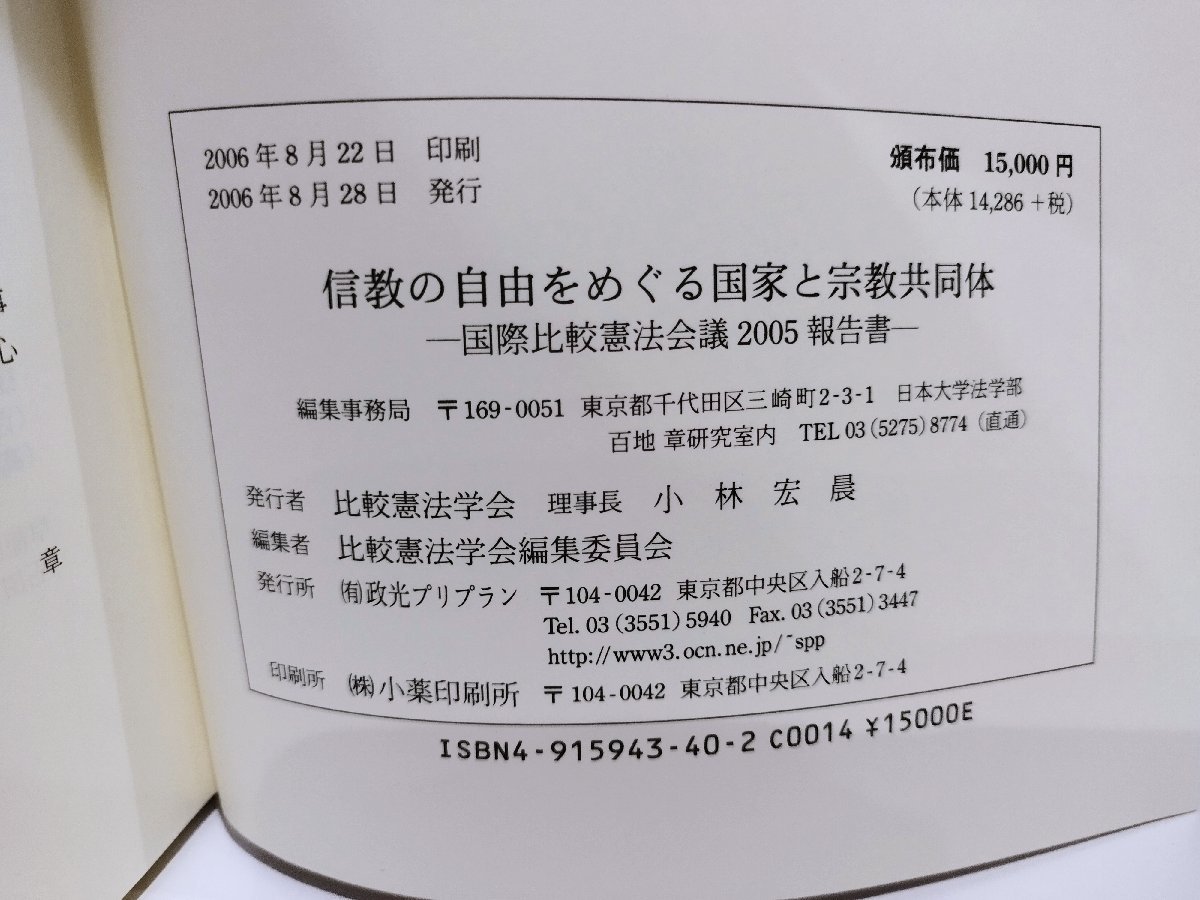 2006年8月22日 印刷
2006年8月28日 発行
頒布価 15,000円
(本体 14,286+税)
信教の自由をめぐる国家と宗教共同体
―国際比較憲法会議 2005 報告書―
編集事務局 〒169-0051 東京都千代田区三崎町2-3-1 日本大学法学部
百地 章研究室内 TEL 03(5275)8774(直通)
発行者 比較憲法学会 理事長 小林宏晨
編集者 比較憲法学会編集委員会
発行所 ㈲政光プリプラン 〒104-0042 東京都中央区入船2-7-4
Tel. 03(3551)5940 Fax. 03(3551)3447
http://www3.ocn.ne.jp/~spp
印刷所 ㈱小薬印刷所 〒104-0042 東京都中央区入船2-7-4
ISBN4-915943-40-2 C0014 ¥15000E
心
章